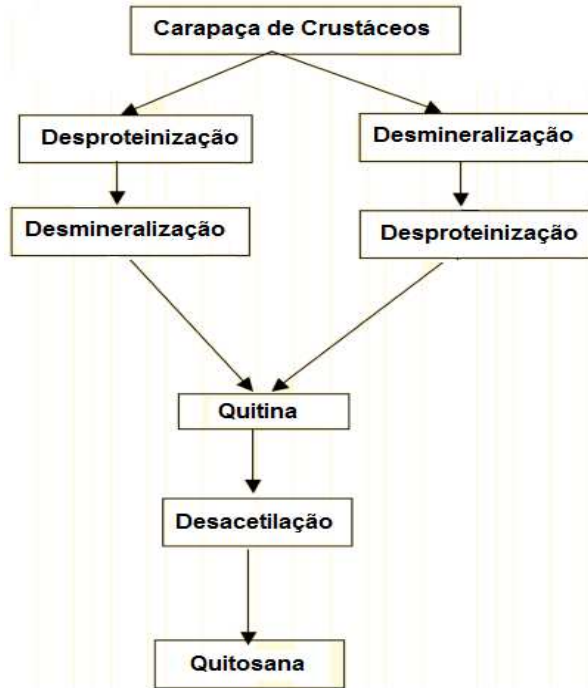 Carapaça de Crustáceos
Desproteinização
Desmineralização
Desmineralização
Desproteinização
Quitina
Desacetilação
Quitosana